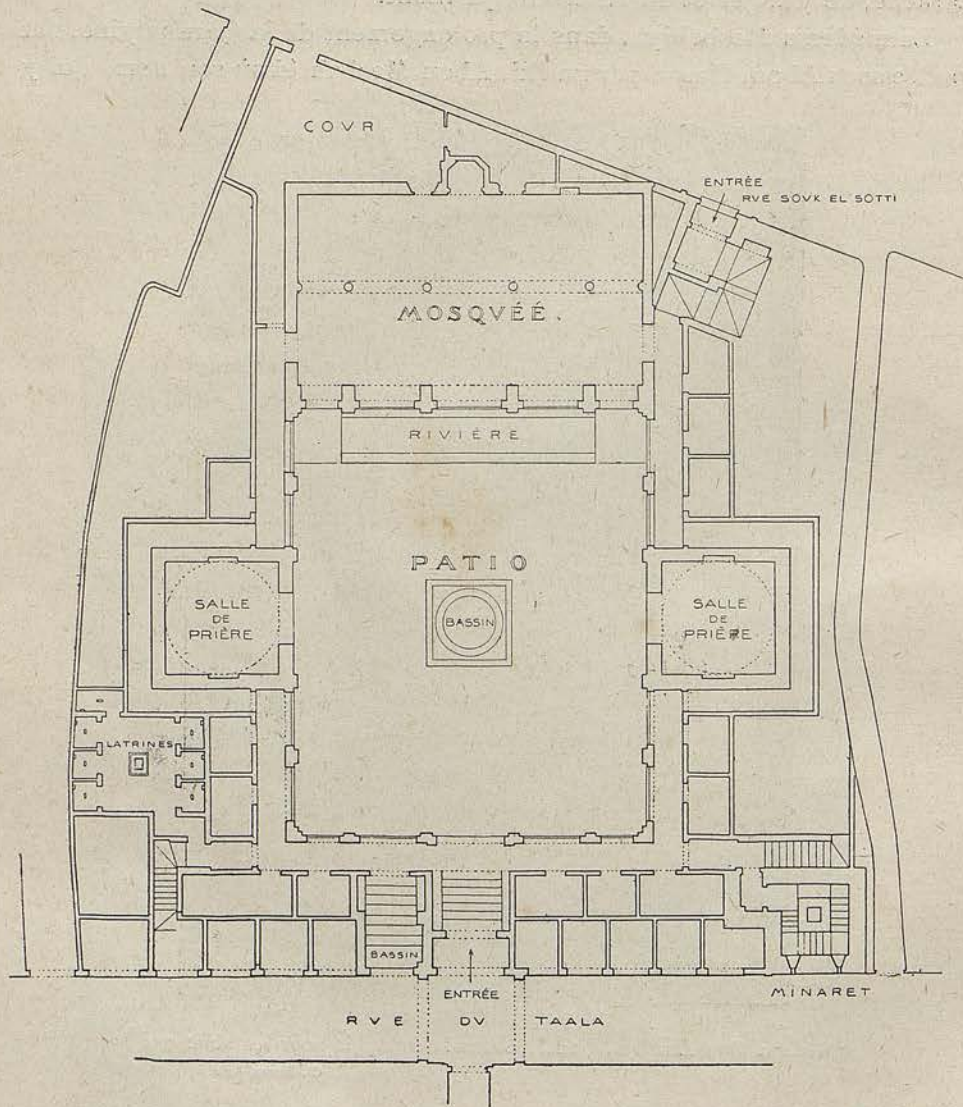 COVR
ENTRÉE
RVE SOVK EL SOTTI
MOSQVÉÉ.
RIVIÈRE
PATIO
BASSIN
SALLE
DE
PRIÈRE
SALLE
DE
PRIÈRE
LATRINES
BASSIN
ENTRÉE
MINARET
RVE DV TAALA